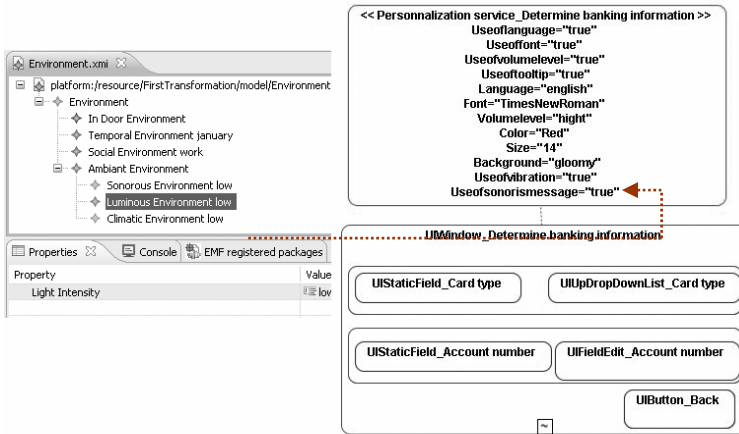 Environment.xmi
platform:/resource/FirstTransformation/model/Environment
Environment
In Door Environment
Temporal Environment january
Social Environment work
Ambiant Environment
Sonorous Environment low
Luminous Environment low
Climatic Environment low
Properties
Console
EMF registered packages
Property
Value
Light Intensity
low
<< Personnalization service_Determine banking information >>
Useoflanguage="true"
Useoffont="true"
Useofvolumelevel="true"
Useoftooltip="true"
Language="english"
Font="TimesNewRoman"
Volumelevel="hight"
Color="Red"
Size="14"
Background="gloomy"
Useofvibration="true"
Useofsonorismessage="true"
UIWindow_Determine banking information
UIStaticField_Card type
UIUpDropDownList_Card type
UIStaticField_Account number
UIFieldEdit_Account number
UIButton_Back
~